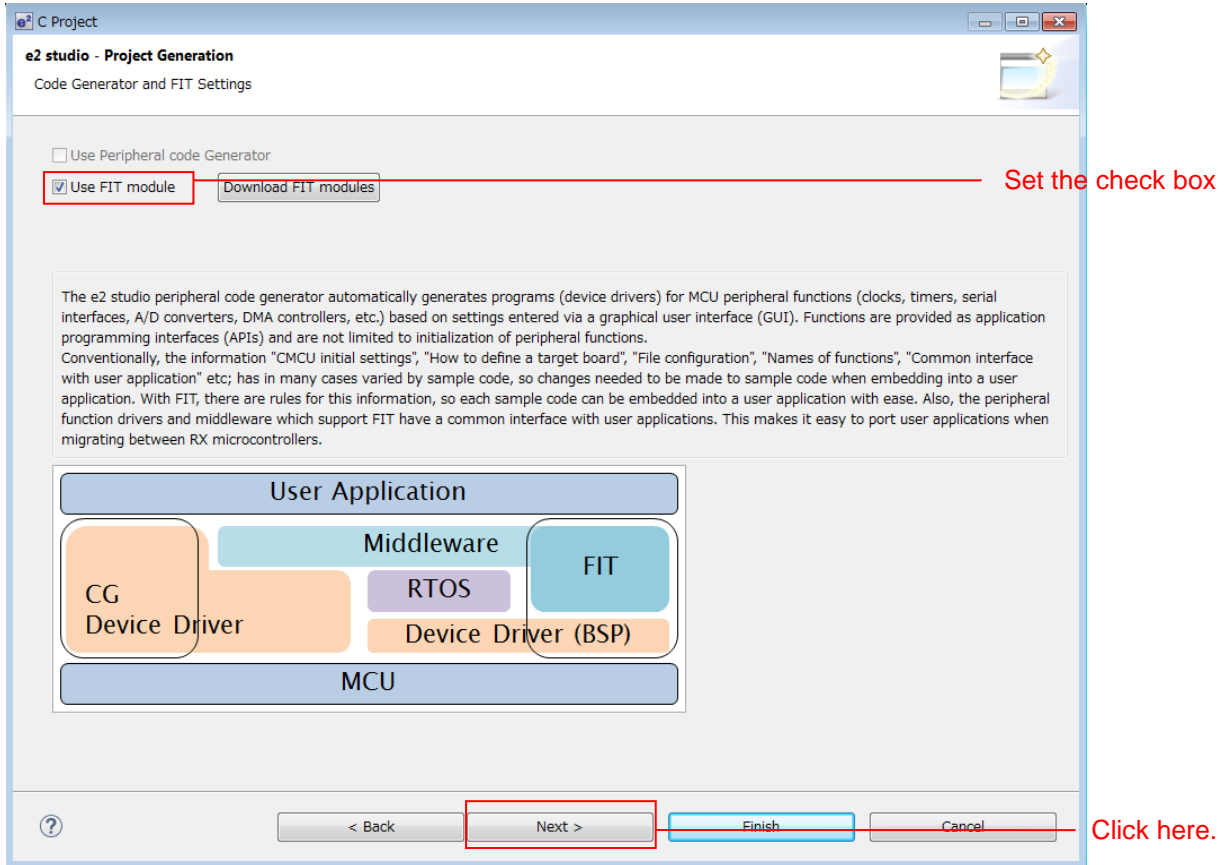 e² C Project
e2 studio - Project Generation
Code Generator and FIT Settings
Use Peripheral code Generator
Use FIT module
Download FIT modules
Set the check box
The e2 studio peripheral code generator automatically generates programs (device drivers) for MCU peripheral functions (clocks, timers, serial
interfaces, A/D converters, DMA controllers, etc.) based on settings entered via a graphical user interface (GUI). Functions are provided as application
programming interfaces (APIs) and are not limited to initialization of peripheral functions.
Conventionally, the information "CMCU initial settings", "How to define a target board", "File configuration", "Names of functions", "Common interface
with user application" etc; has in many cases varied by sample code, so changes needed to be made to sample code when embedding into a user
application. With FIT, there are rules for this information, so each sample code can be embedded into a user application with ease. Also, the peripheral
function drivers and middleware which support FIT have a common interface with user applications. This makes it easy to port user applications when
migrating between RX microcontrollers.
User Application
Middleware
FIT
RTOS
CG
Device Driver
Device Driver (BSP)
MCU
?
< Back
Next >
Finish
Cancel
Click here.